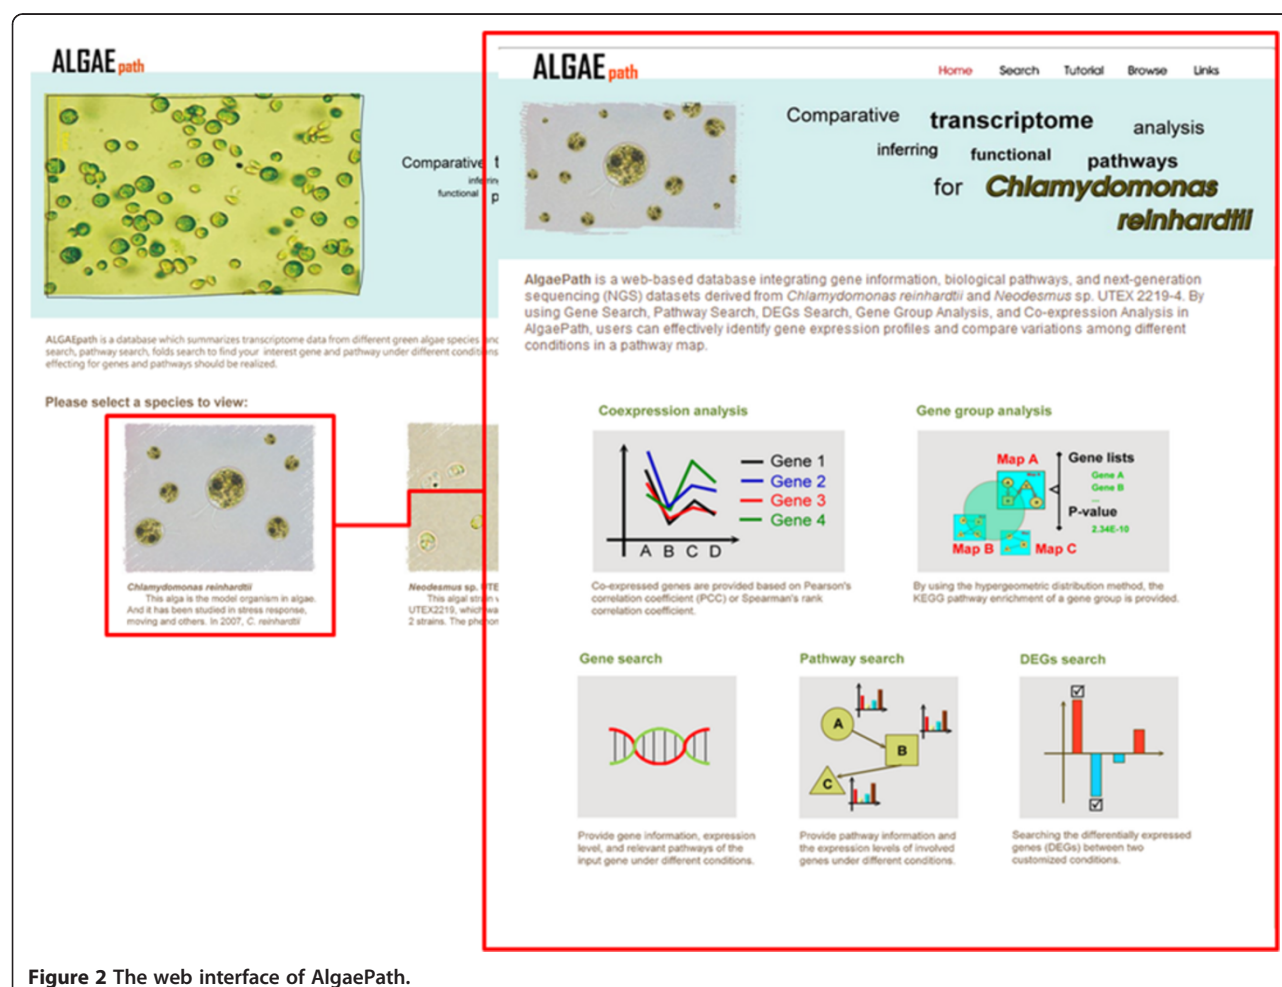 ALGAE path
Comparative t
inferrin
functional p
ALGAEpath is a database which summarizes transcriptome data from different green algae species
search, pathway search, folds search to find your interest gene and pathway under different condition
effecting for genes and pathways should be realized.
Please select a species to view:
Chlamydomonas reinhardtii
This alga is the model organism in algae.
And it has been studied in stress response,
moving and others. In 2007, C. reinhardtii
Neodesmus sp. UTE
This algal strain
UTEX2219, which wa
2 strains. The phenom
ALGAE path
Home Search Tutorial Browse Links
Comparative transcriptome analysis
inferring functional pathways
for Chlamydomonas
reinhardtii
AlgaePath is a web-based database integrating gene information, biological pathways, and next-generation
sequencing (NGS) datasets derived from Chlamydomonas reinhardtii and Neodesmus sp. UTEX 2219-4. By
using Gene Search, Pathway Search, DEGs Search, Gene Group Analysis, and Co-expression Analysis in
AlgaePath, users can effectively identify gene expression profiles and compare variations among different
conditions in a pathway map.
Coexpression analysis
Gene 1
Gene 2
Gene 3
Gene 4
A B C D
Co-expressed genes are provided based on Pearson's
correlation coefficient (PCC) or Spearman's rank
correlation coefficient.
Gene group analysis
Map A
Map B
Map C
Gene lists
Gene A
Gene B
...
P-value
2.34E-10
By using the hypergeometric distribution method, the
KEGG pathway enrichment of a gene group is provided.
Gene search
Provide gene information, expression
level, and relevant pathways of the
input gene under different conditions.
Pathway search
A
B
C
Provide pathway information and
the expression levels of involved
genes under different conditions.
DEGs search
Searching the differentially expressed
genes (DEGs) between two
customized conditions.
Figure 2 The web interface of AlgaePath.